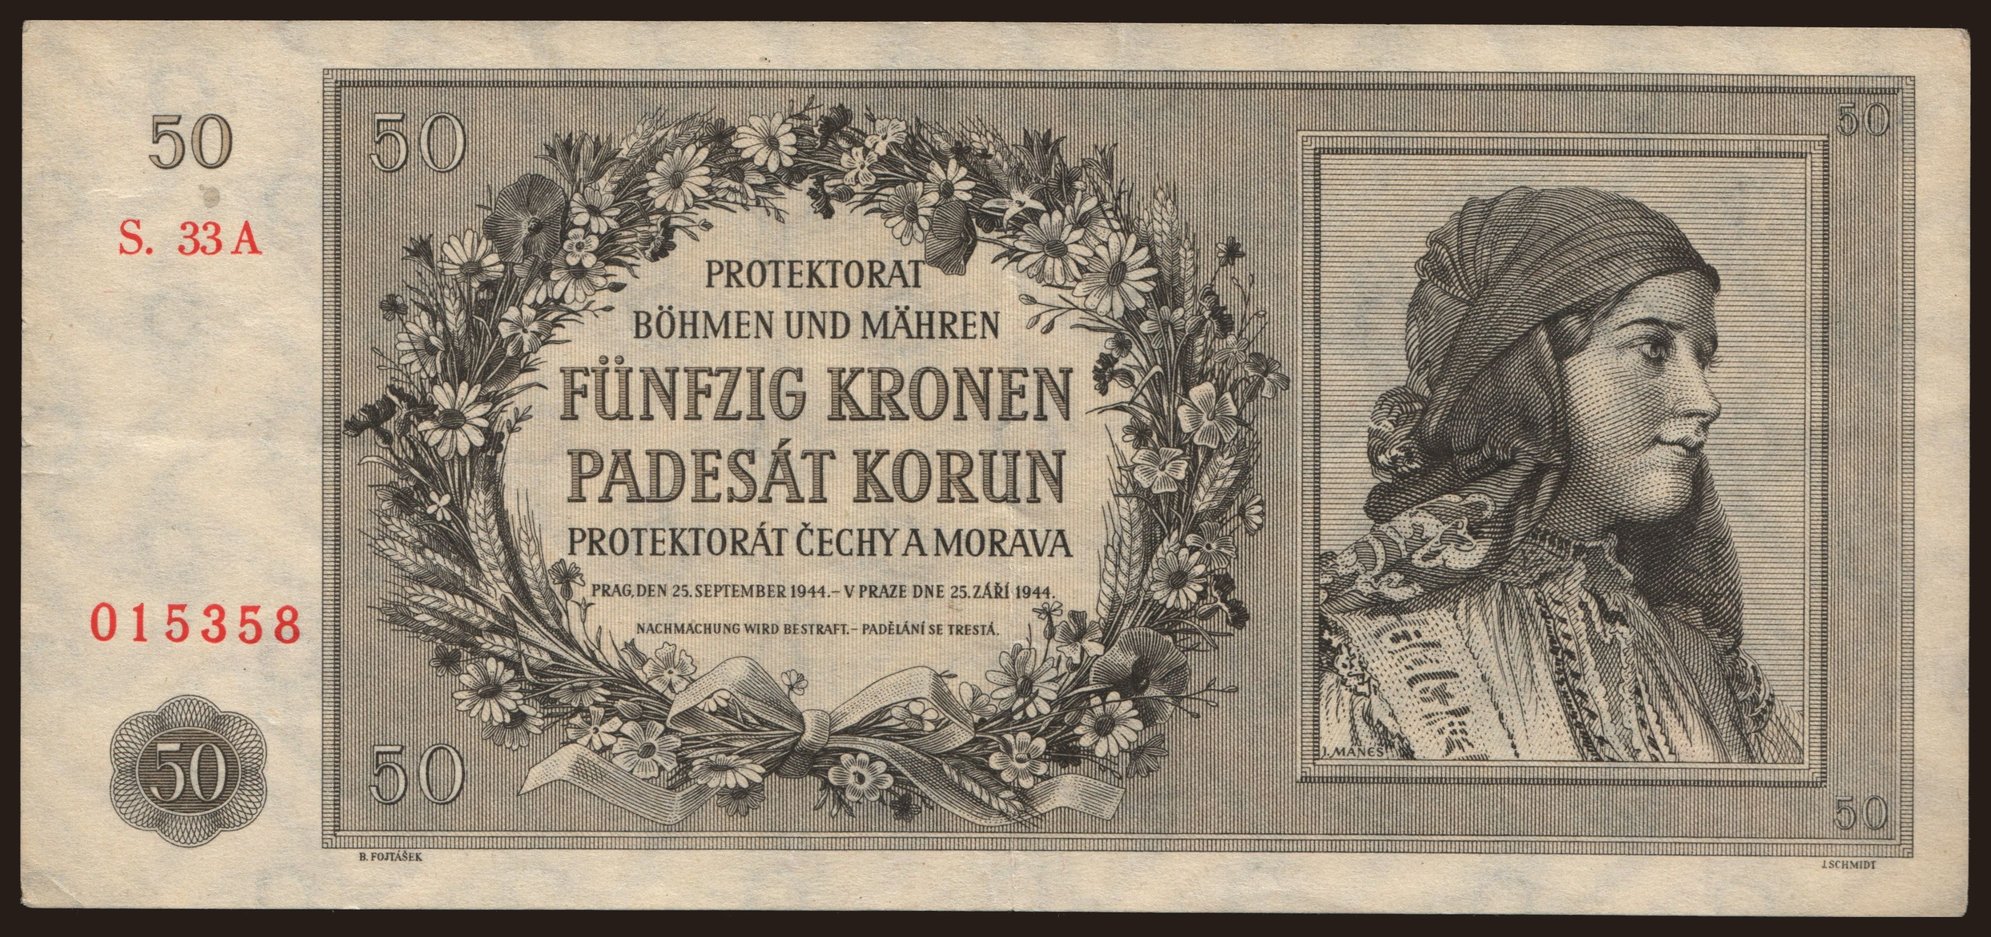 50
S. 33 A
015358
50
50
50
PROTEKTORAT
BÖHMEN UND MÄHREN
FÜNFZIG KRONEN
PADESÁT KORUN
PROTEKTORÁT ČECHY A MORAVA
PRAG, DEN 25. SEPTEMBER 1944. – V PRAZE DNE 25. ZÁŘÍ 1944.
NACHMACHUNG WIRD BESTRAFT. – PADĚLÁNÍ SE TRESTÁ.
50
J. MÁNES
50
B. FOJTÁŠEK
J. SCHMIDT